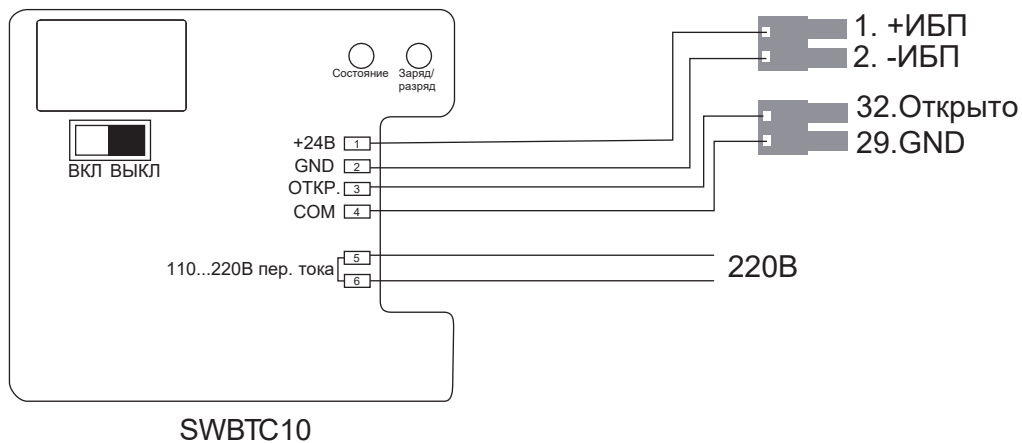 1. +ИБП
2. -ИБП
Состояние
Заряд/
разряд
32.Открыто
29.GND
+24В 1
GND 2
ОТКР. 3
COM 4
ВКЛ ВЫКЛ
110...220В пер. тока
5
6
220В
SWBTC10